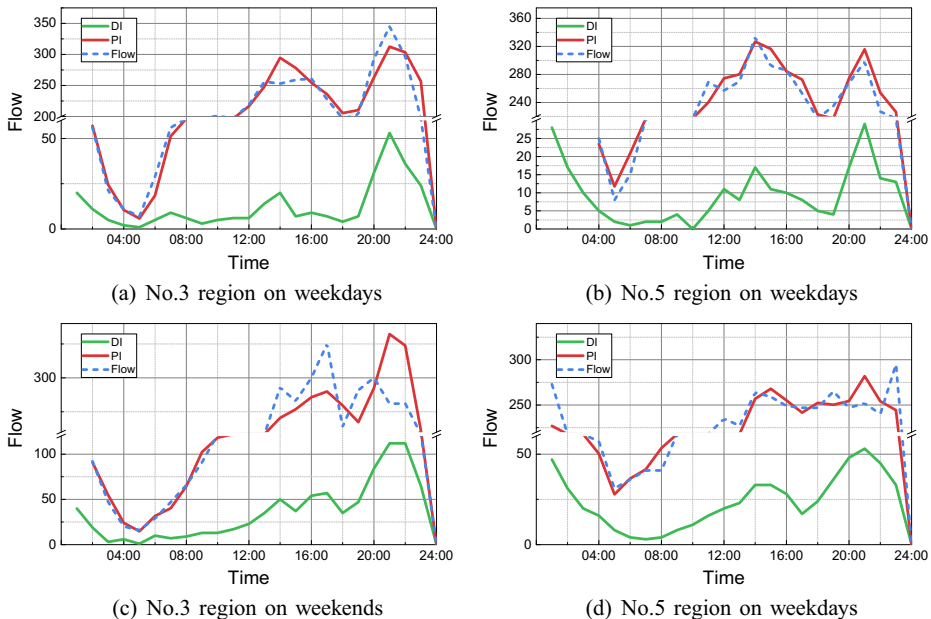 350
300
250
200
50
0
Flow
DI
PI
Flow
04:00 08:00 12:00 16:00 20:00 24:00
Time
(a) No.3 region on weekdays
360
320
280
240
25
20
15
10
5
0
Flow
DI
PI
Flow
04:00 08:00 12:00 16:00 20:00 24:00
Time
(b) No.5 region on weekdays
300
100
50
0
Flow
DI
PI
Flow
04:00 08:00 12:00 16:00 20:00 24:00
Time
(c) No.3 region on weekends
300
250
50
0
Flow
DI
PI
Flow
04:00 08:00 12:00 16:00 20:00 24:00
Time
(d) No.5 region on weekdays